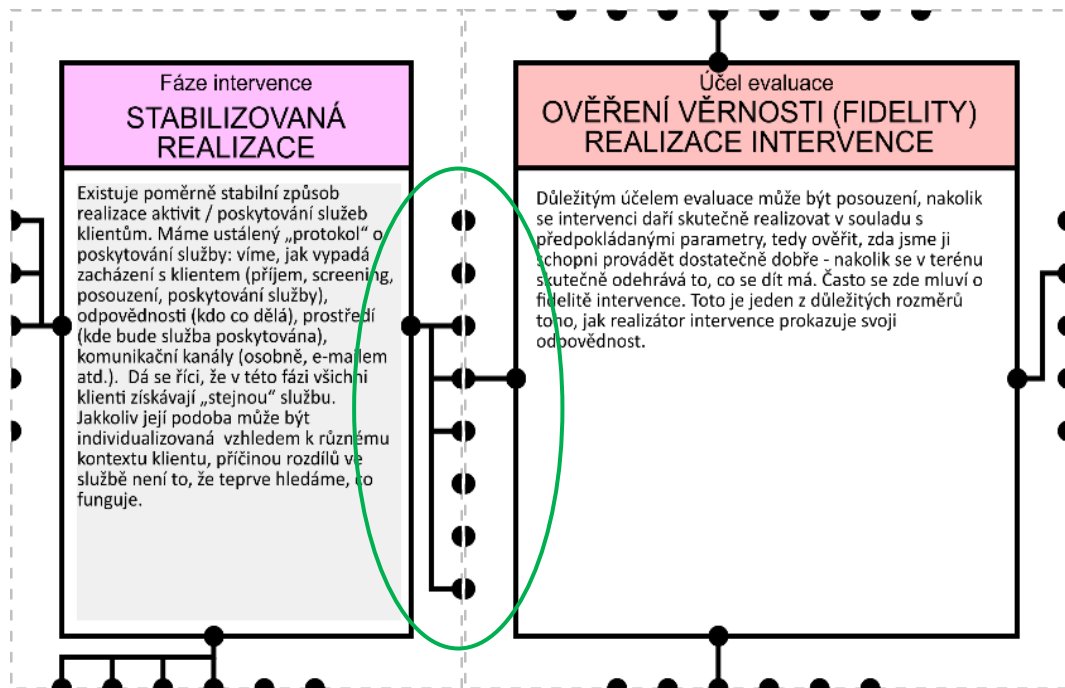 Fáze intervence
STABILIZOVANÁ
REALIZACE
Existuje poměrně stabilní způsob
realizace aktivit / poskytování služeb
klientům. Máme ustálený „protokol“ o
poskytování služby: víme, jak vypadá
zacházení s klientem (příjem, screening,
posouzení, poskytování služby),
odpovědnosti (kdo co dělá), prostředí
(kde bude služba poskytována),
komunikační kanály (osobně, e-mailem
atd.).  Dá se říci, že v této fázi všichni
klienti získávají „stejnou“ službu.
Jakkoliv její podoba může být
individualizovaná  vzhledem k různému
kontextu klientu, příčinou rozdílů ve
službě není to, že teprve hledáme, co
funguje.
Účel evaluace
OVĚŘENÍ VĚRNOSTI (FIDELITY)
REALIZACE INTERVENCE
Důležitým účelem evaluace může být posouzení, nakolik
se intervenci daří skutečně realizovat v souladu s
předpokládanými parametry, tedy ověřit, zda jsme ji
schopni provádět dostatečně dobře - nakolik se v terénu
skutečně odehrává to, co se dít má. Často se zde mluví o
fidelitě intervence. Toto je jeden z důležitých rozměrů
toho, jak realizátor intervence prokazuje svoji
odpovědnost.